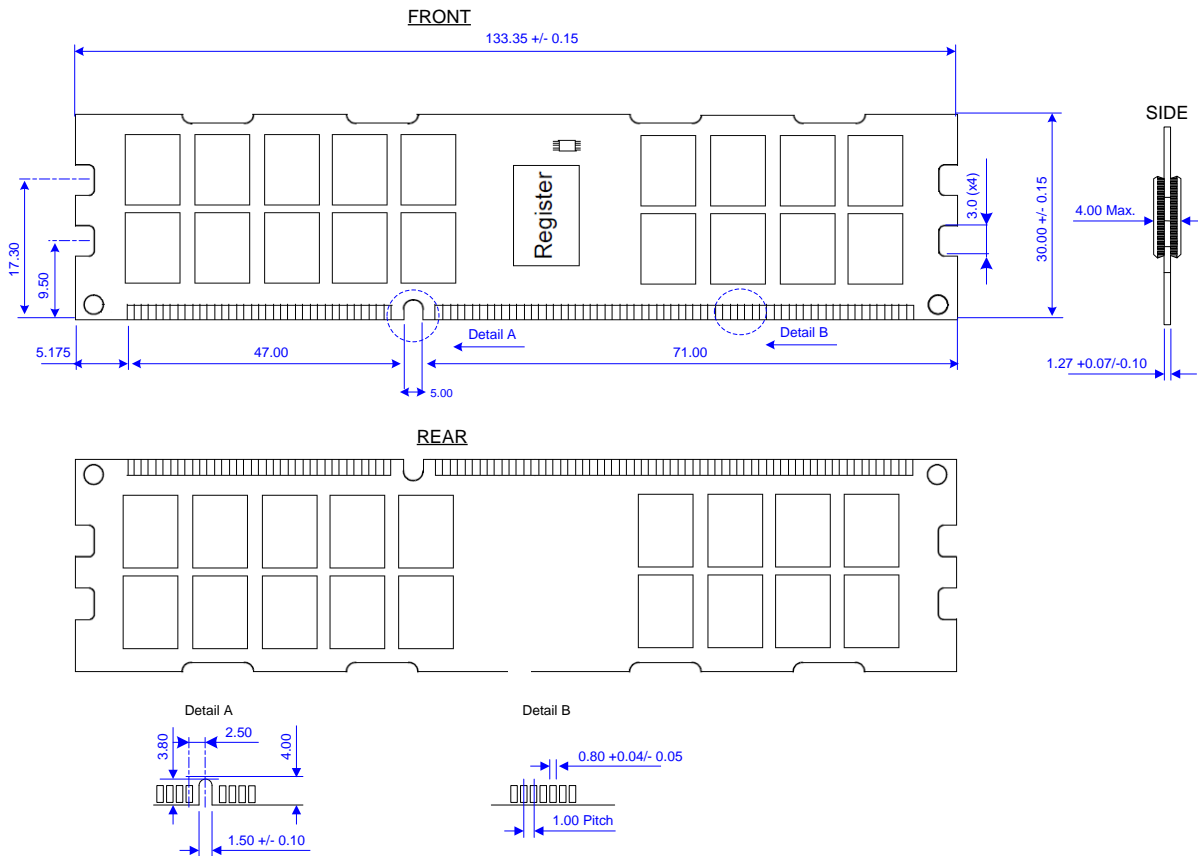 FRONT
133.35 +/- 0.15
SIDE
Register
17.30
9.50
3.0 (x4)
30.00 +/- 0.15
4.00 Max.
Detail A
Detail B
5.175
47.00
71.00
5.00
1.27 +0.07/-0.10
REAR
Detail A
Detail B
3.80
2.50
4.00
0.80 +0.04/- 0.05
1.50 +/- 0.10
1.00 Pitch